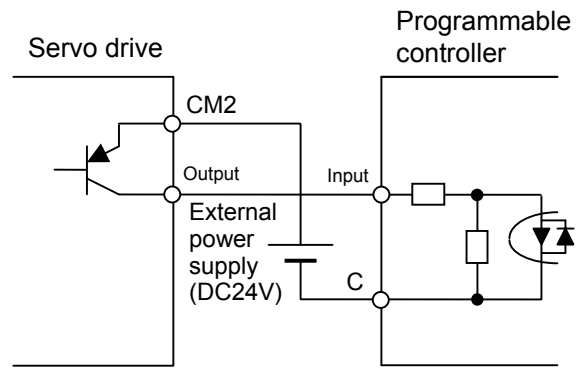 Servo drive
Programmable
controller
CM2
Output
Input
External
power
supply
(DC24V)
C